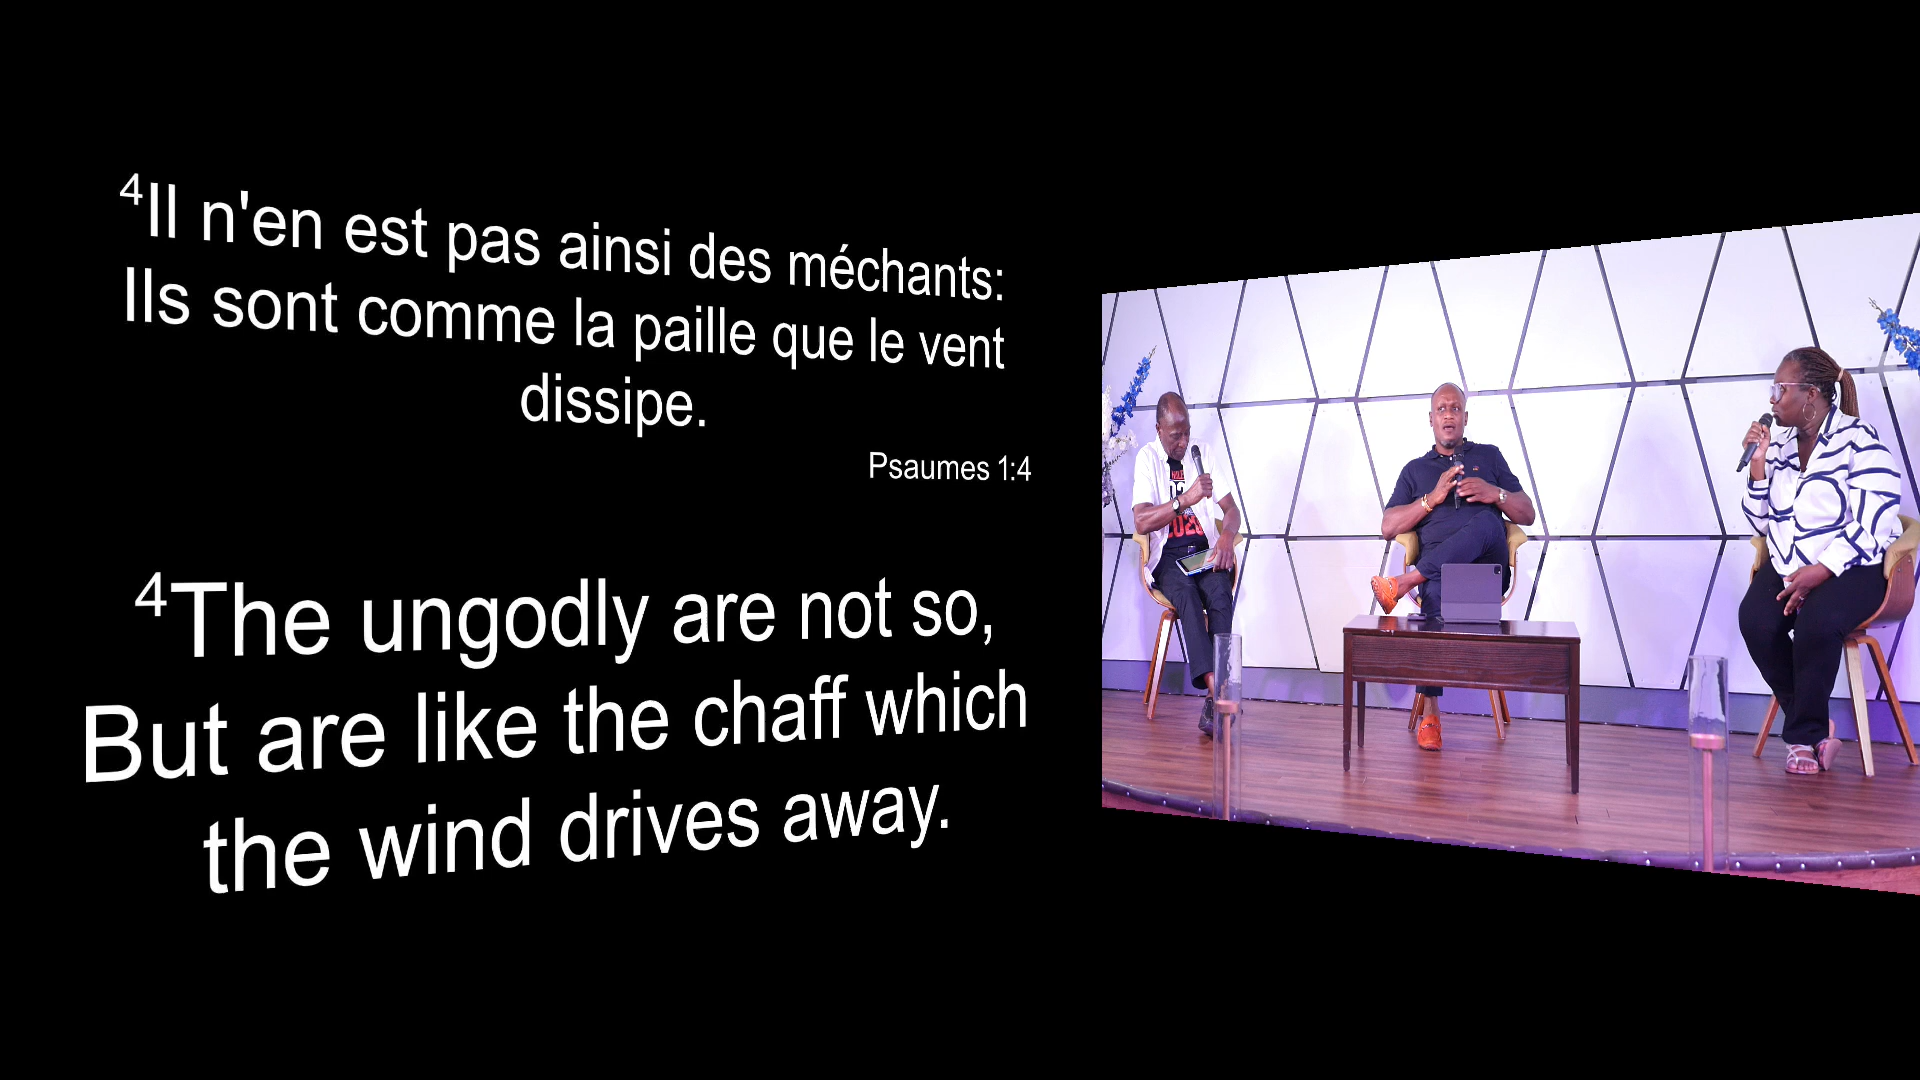 4Il n'en est pas ainsi des méchants:
Ils sont comme la paille que le vent
dissipe.
Psaumes 1:4
4The ungodly are not so,
But are like the chaff which
the wind drives away.